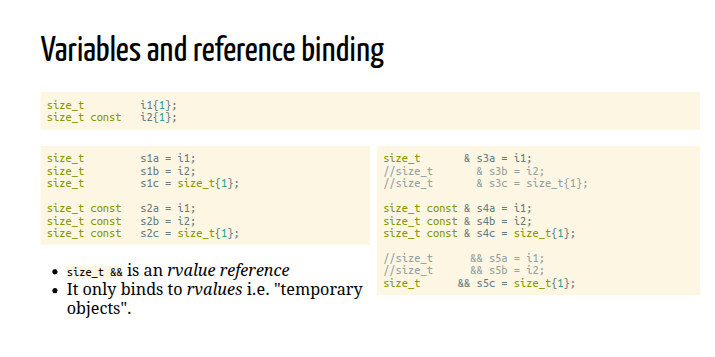 Variables and reference binding
size_t         i1{1};
size_t const   i2{1};
size_t         s1a = i1;
size_t         s1b = i2;
size_t         s1c = size_t{1};
size_t const   s2a = i1;
size_t const   s2b = i2;
size_t const   s2c = size_t{1};
• size_t && is an rvalue reference
• It only binds to rvalues i.e. "temporary
objects".
size_t       & s3a = i1;
//size_t       & s3b = i2;
//size_t       & s3c = size_t{1};
size_t const & s4a = i1;
size_t const & s4b = i2;
size_t const & s4c = size_t{1};
//size_t      && s5a = i1;
//size_t      && s5b = i2;
size_t      && s5c = size_t{1};